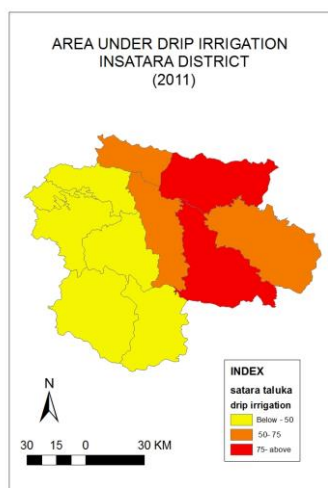 AREA UNDER DRIP IRRIGATION
INSATARA DISTRICT
(2011)
N
30 15 0 30 KM
INDEX
satara taluka
drip irrigation
Below - 50
50- 75
75- above